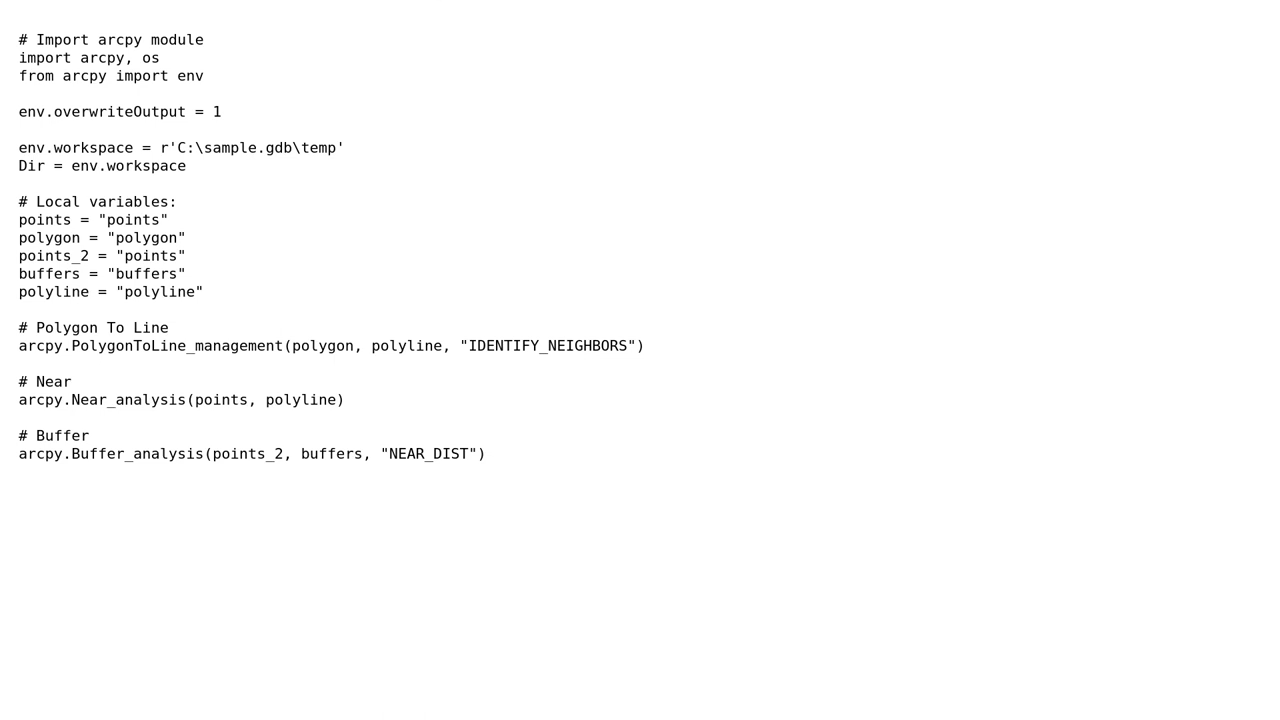 # Import arcpy module
import arcpy, os
from arcpy import env
env.overwriteOutput = 1
env.workspace = r'C:\sample.gdb\temp'
Dir = env.workspace
# Local variables:
points = "points"
polygon = "polygon"
points_2 = "points"
buffers = "buffers"
polyline = "polyline"
# Polygon To Line
arcpy.PolygonToLine_management(polygon, polyline, "IDENTIFY_NEIGHBORS")
# Near
arcpy.Near_analysis(points, polyline)
# Buffer
arcpy.Buffer_analysis(points_2, buffers, "NEAR_DIST")